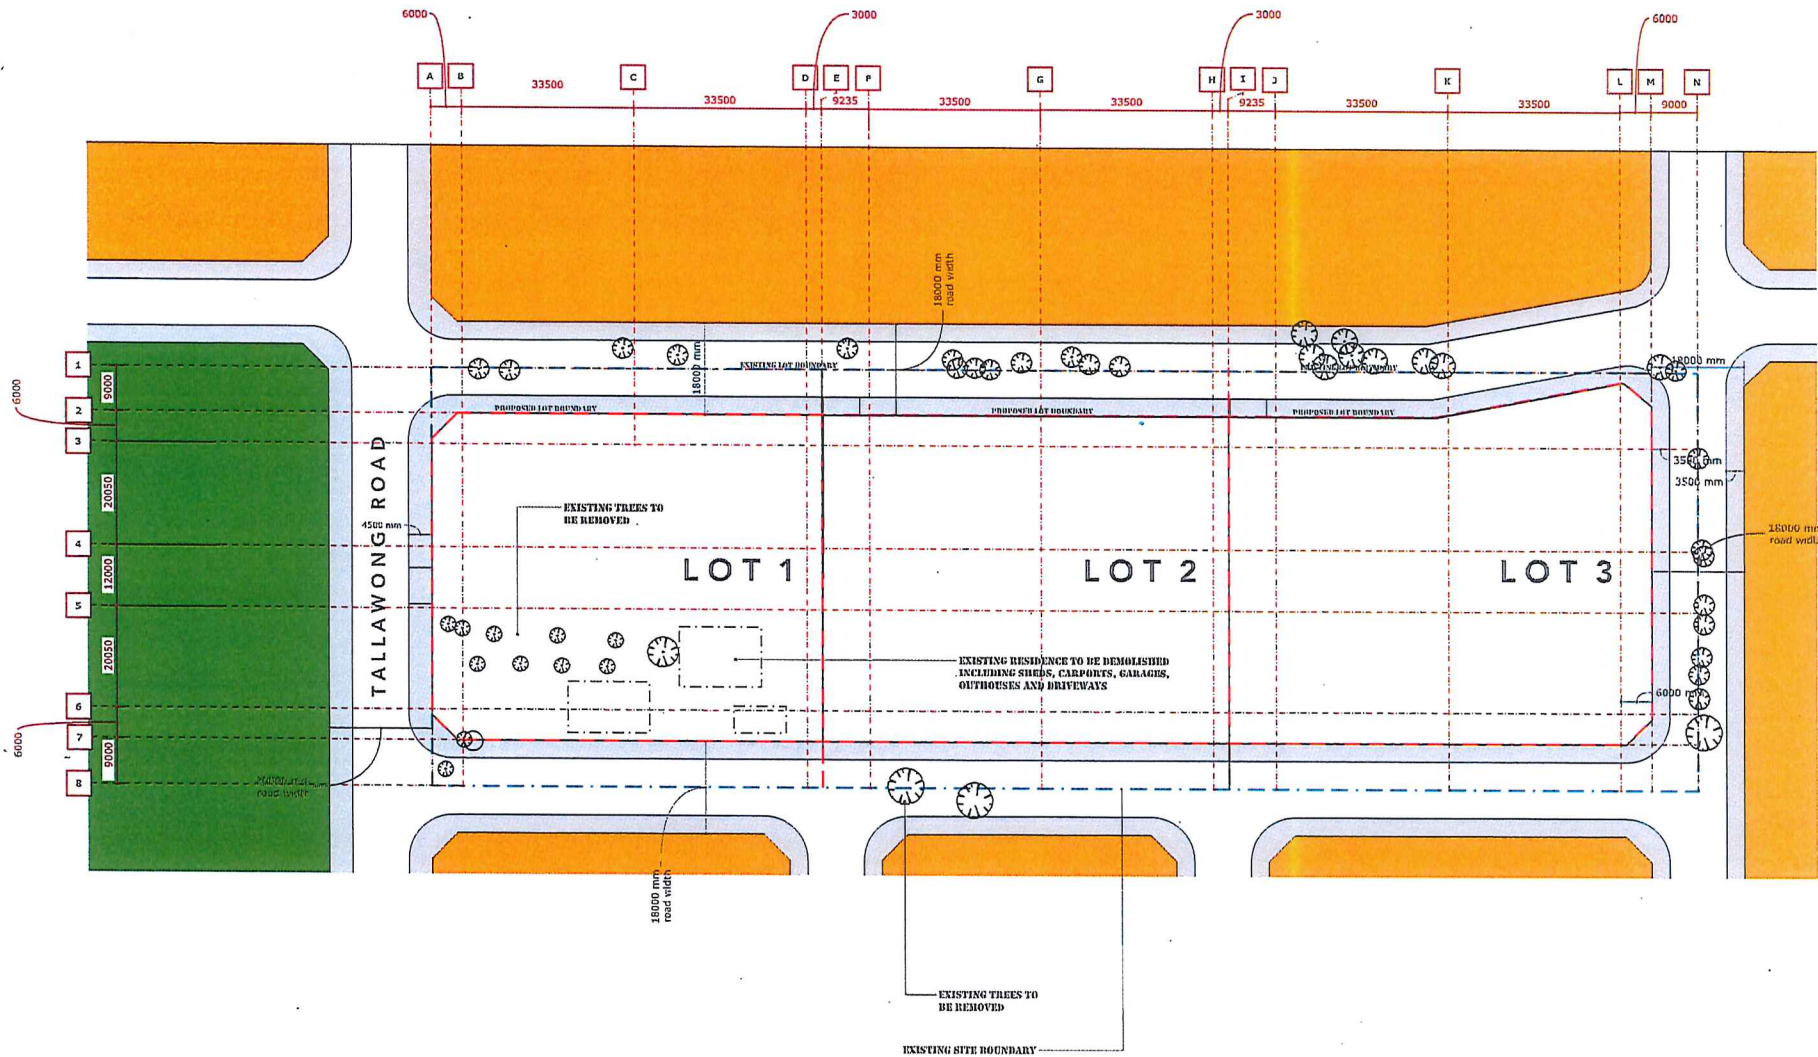 6000
3000
3000
6000
A
B
C
D
E
F
G
H
I
J
K
L
M
N
33500
33500
9235
33500
33500
9235
33500
33500
9000
18000 mm
road width
1
2
3
4
5
6
7
8
6000
9000
20050
12000
20050
9000
6000
EXISTING LOT BOUNDARY
18000 mm
18000 mm
PROPOSED LOT BOUNDARY
PROPOSED LOT BOUNDARY
PROPOSED LOT BOUNDARY
TALLAWONG ROAD
3500 mm
3500 mm
EXISTING TREES TO
BE REMOVED
4500 mm
18000 mm
road
LOT 1
LOT 2
LOT 3
EXISTING RESIDENCE TO BE DEMOLISHED
INCLUDING SHEDS, CARPORTS, GARAGES,
OUTHOUSES AND DRIVEWAYS
6000 mm
road width
18000 mm
road width
EXISTING TREES TO
BE REMOVED
EXISTING SITE BOUNDARY